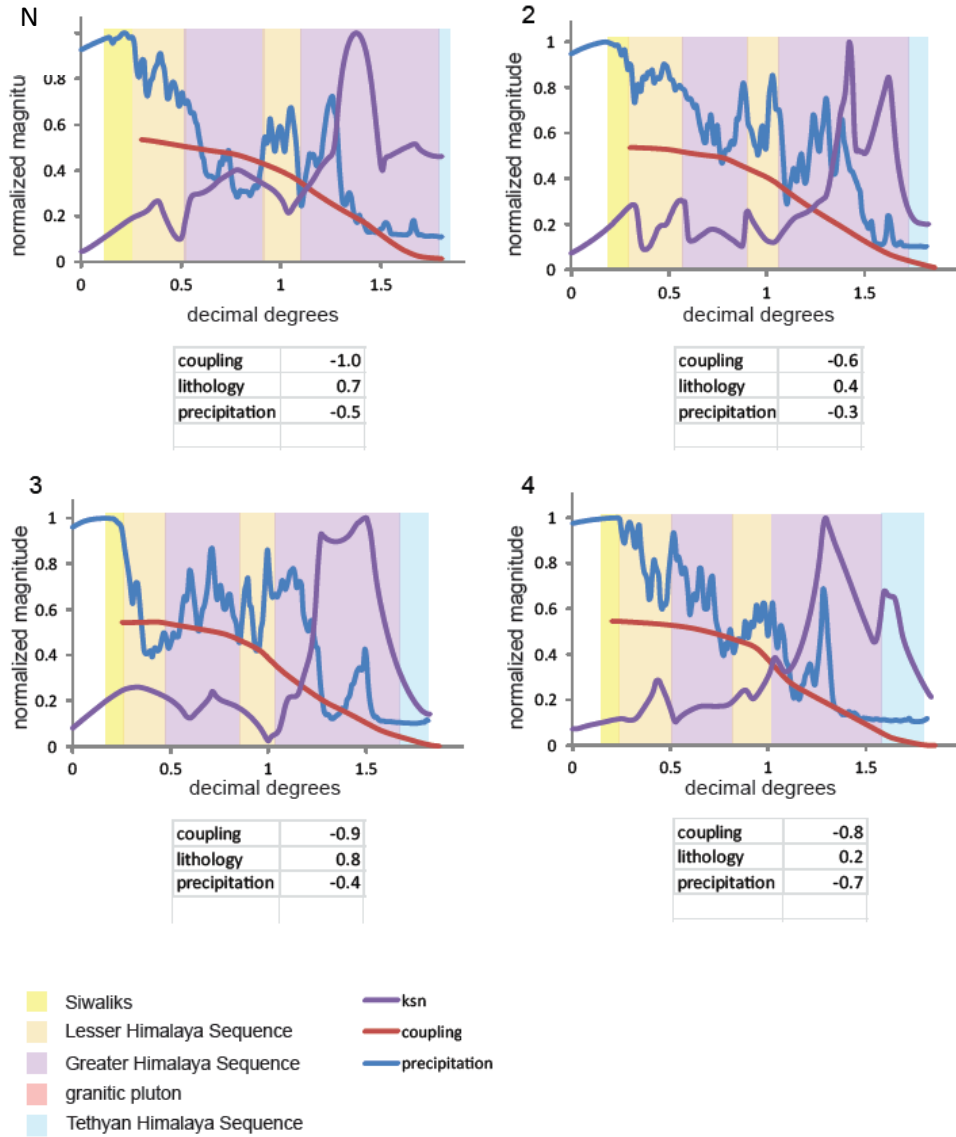 N
0.8
0.6
0.4
0.2
0
normalized magnitu
0 0.5 1 1.5
decimal degrees
coupling -1.0
lithology 0.7
precipitation -0.5
2
1
0.8
0.6
0.4
0.2
0
normalized magnitude
0 0.5 1 1.5
decimal degrees
coupling -0.6
lithology 0.4
precipitation -0.3
3
1
0.8
0.6
0.4
0.2
0
normalized magnitude
0 0.5 1 1.5
decimal degrees
coupling -0.9
lithology 0.8
precipitation -0.4
4
1
0.8
0.6
0.4
0.2
0
normalized magnitude
0 0.5 1 1.5
decimal degrees
coupling -0.8
lithology 0.2
precipitation -0.7
Siwaliks
Lesser Himalaya Sequence
Greater Himalaya Sequence
granitic pluton
Tethyan Himalaya Sequence
ksn
coupling
precipitation